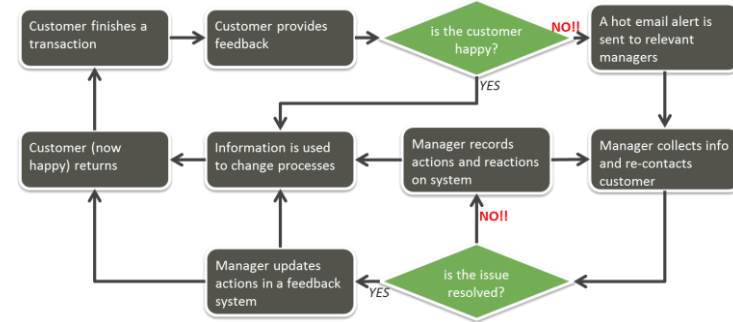 Customer finishes a
transaction
Customer provides
feedback
is the customer
happy?
NO!!
A hot email alert is
sent to relevant
managers
YES
Customer (now
happy) returns
Information is used
to change processes
Manager records
actions and reactions
on system
Manager collects info
and re-contacts
customer
NO!!
Manager updates
actions in a feedback
system
YES
is the issue
resolved?